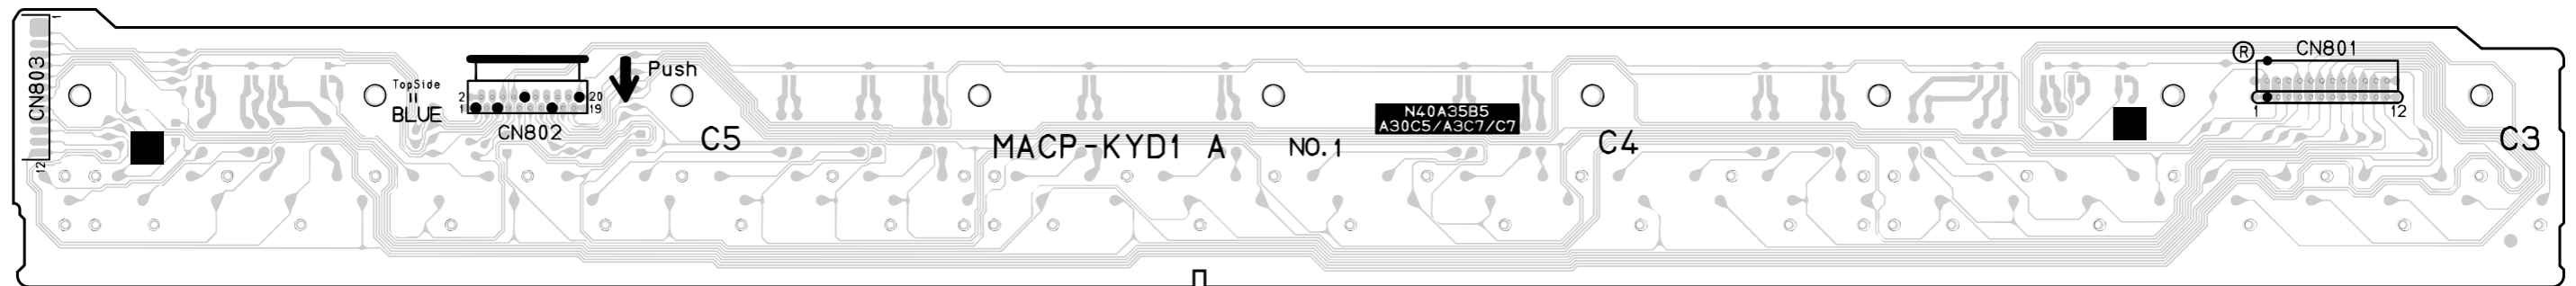 1
CN803
12
TopSide
"
BLUE
2
20
1
19
CN802
Push
C5
MACP-KYD1 A
NO. 1
N40A35B5
A30C5/A3C7/C7
C4
®
CN801
1
12
C3